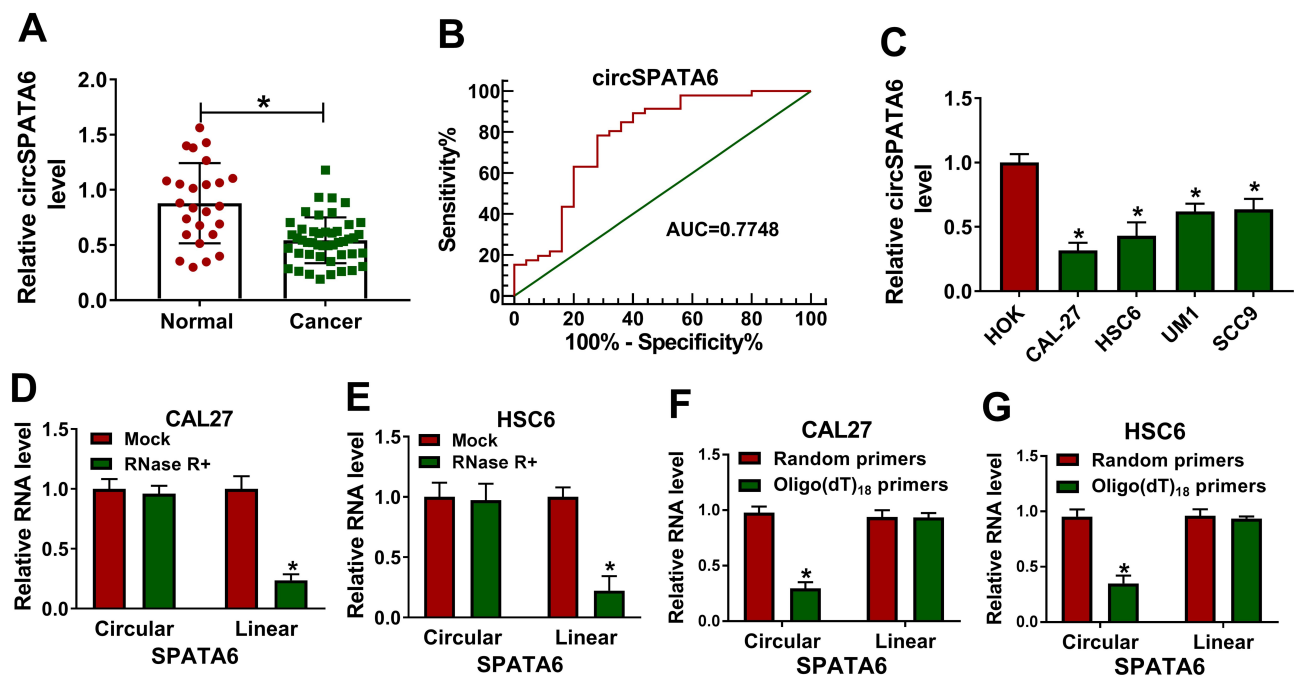 A
Relative circSPATA6
level
2.0
1.5
1.0
0.5
0.0
*
Normal
Cancer
B
circSPATA6
Sensitivity%
100
80
60
40
20
0
AUC=0.7748
0
20
40
60
80
100
100% - Specificity%
C
Relative circSPATA6
level
1.5
1.0
0.5
0.0
*
*
*
*
HOK
CAL-27
HSC6
UM1
SCC9
D
CAL27
Relative RNA level
1.5
1.0
0.5
0.0
Mock
RNase R+
*
Circular
Linear
SPATA6
E
HSC6
Relative RNA level
1.5
1.0
0.5
0.0
Mock
RNase R+
*
Circular
Linear
SPATA6
F
CAL27
Relative RNA level
1.5
1.0
0.5
0.0
Random primers
Oligo(dT)18 primers
*
Circular
Linear
SPATA6
G
HSC6
Relative RNA level
1.5
1.0
0.5
0.0
Random primers
Oligo(dT)18 primers
*
Circular
Linear
SPATA6